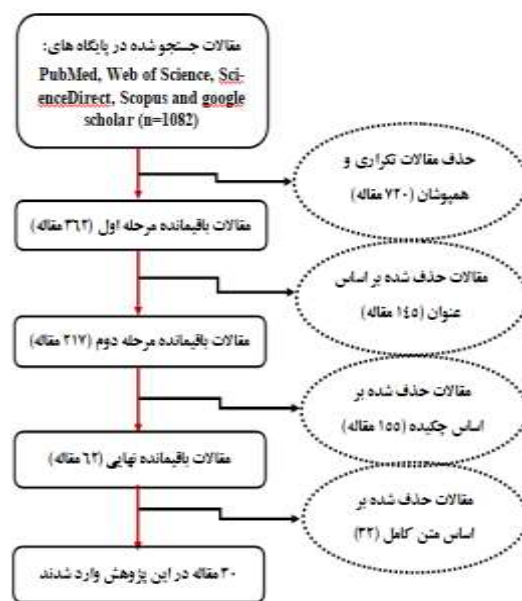 مقالات جستجو شده در پایگاه های:
PubMed, Web of Science, Sci-
enceDirect, Scopus and google
scholar (n=1082)
حذف مقالات تکراری و
همپوشان (۷۲۰ مقاله)
مقالات باقیمانده مرحله اول (۳۶۲ مقاله)
مقالات حذف شده بر اساس
عنوان (۱٤٥ مقاله)
مقالات باقیمانده مرحله دوم (۲۱۷ مقاله)
مقالات حذف شده بر
اساس چکیده (۱٥٥ مقاله)
مقالات باقیمانده نهایی (٦۲ مقاله)
مقالات حذف شده بر
اساس متن کامل (۳۲)
۳۰ مقاله در این پژوهش وارد شدند